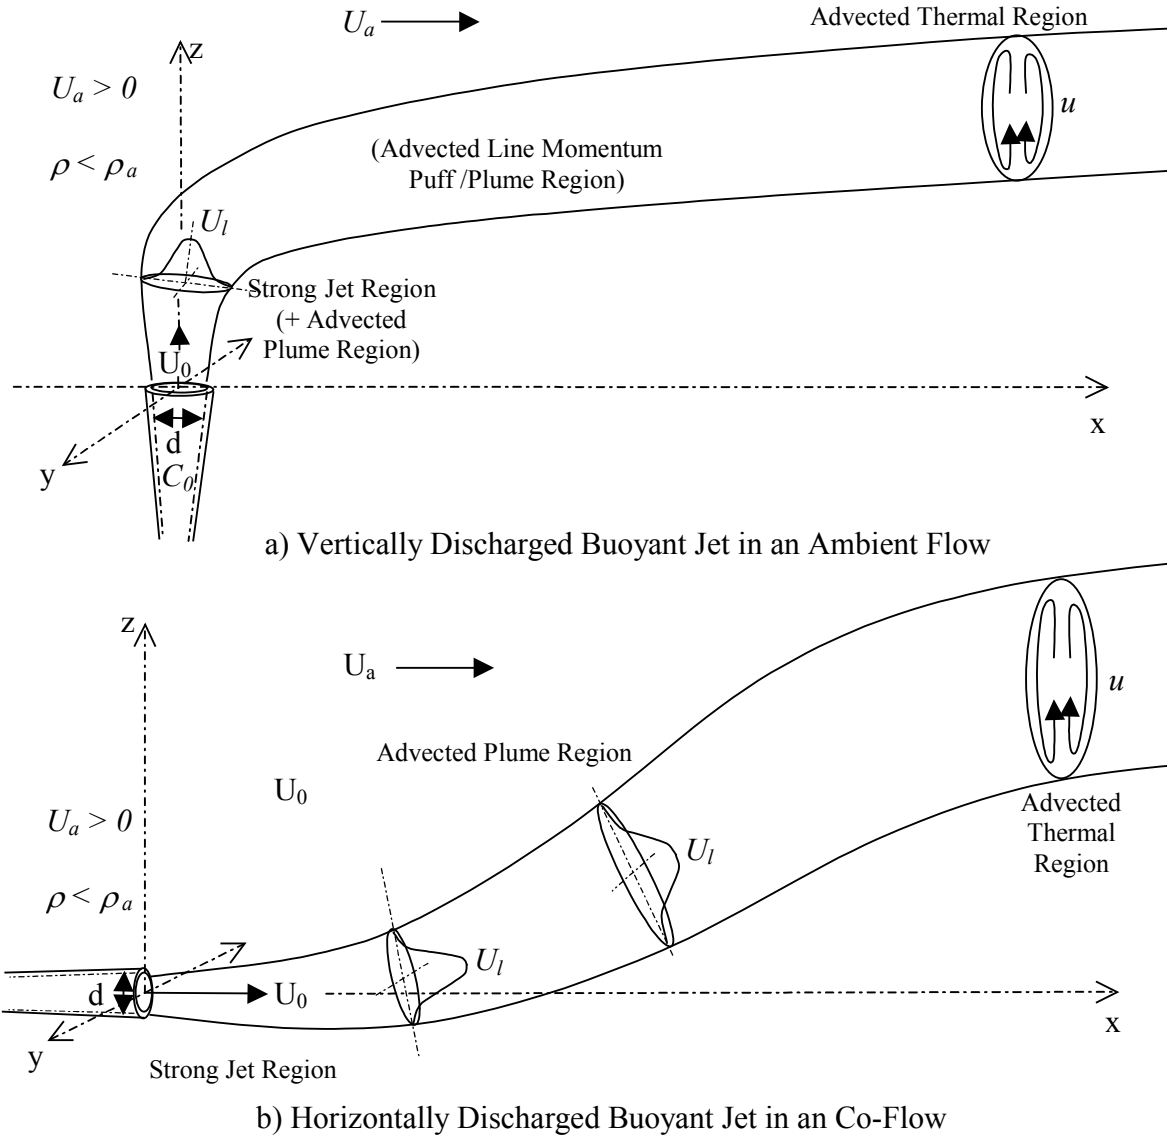 U_a
Advected Thermal Region
z
U_a > 0
u
(Advected Line Momentum
Puff /Plume Region)
ρ < ρ_a
U_l
Strong Jet Region
(+ Advected
Plume Region)
U_0
x
d
y
C_0
a) Vertically Discharged Buoyant Jet in an Ambient Flow
z
U_a
u
Advected Plume Region
U_0
U_a > 0
Advected
Thermal
Region
U_l
ρ < ρ_a
U_l
d
U_0
x
y
Strong Jet Region
b) Horizontally Discharged Buoyant Jet in an Co-Flow